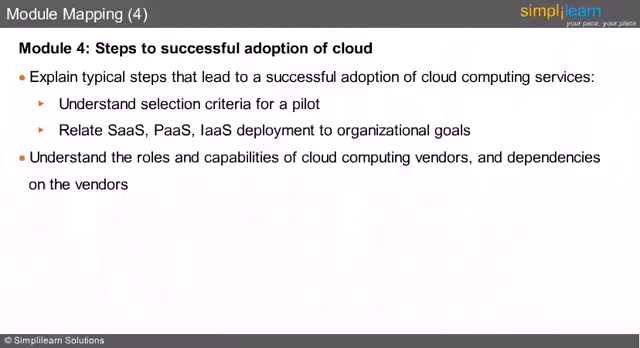 Module Mapping (4)
simplilearn
your pace, your place
Module 4: Steps to successful adoption of cloud
• Explain typical steps that lead to a successful adoption of cloud computing services:
▸ Understand selection criteria for a pilot
▸ Relate SaaS, PaaS, IaaS deployment to organizational goals
• Understand the roles and capabilities of cloud computing vendors, and dependencies
on the vendors
© Simplilearn Solutions